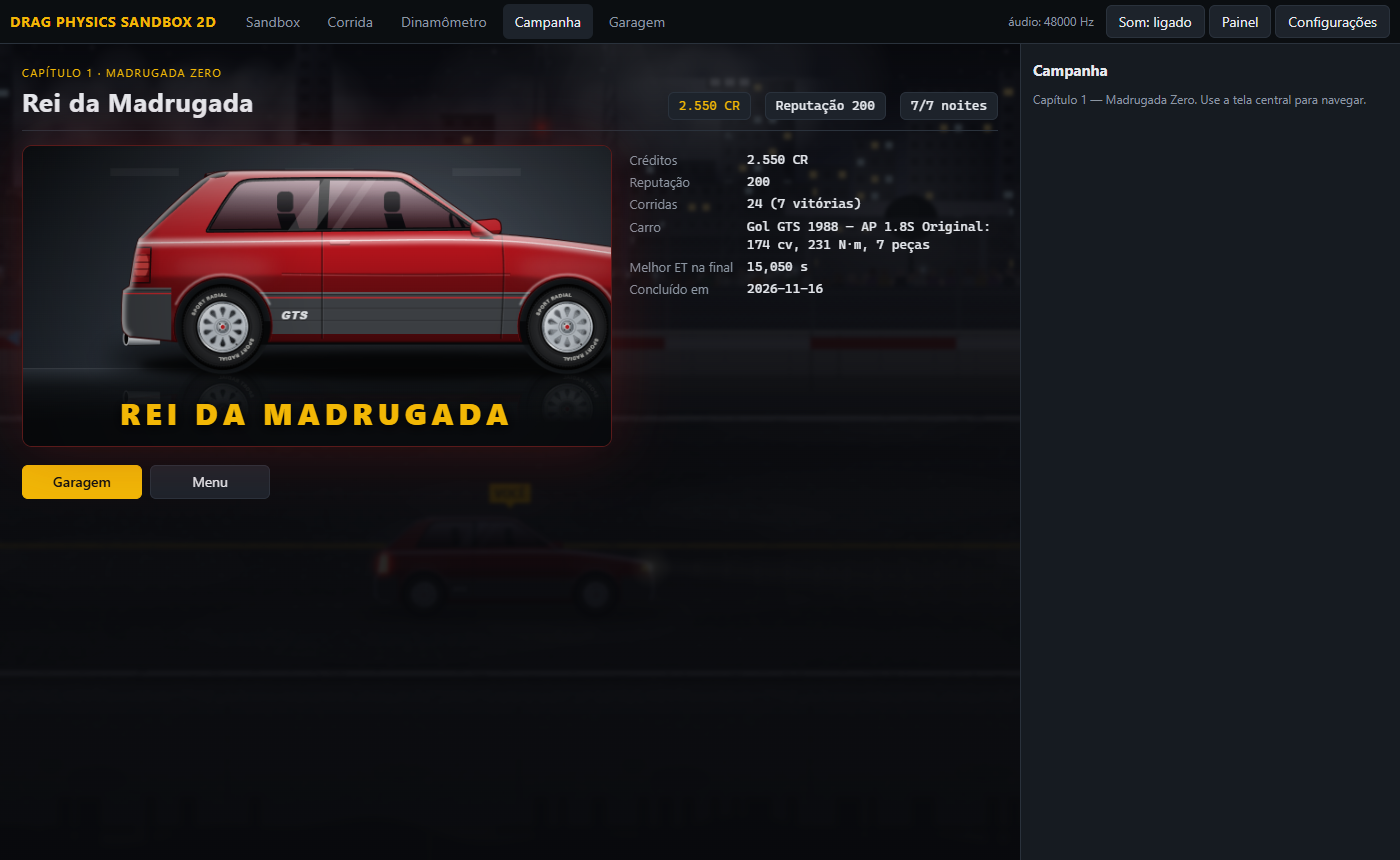 DRAG PHYSICS SANDBOX 2D Sandbox Corrida Dinamômetro Campanha Garagem áudio: 48000 Hz Som: ligado Painel Configurações
CAPÍTULO 1 · MADRUGADA ZERO
Rei da Madrugada
2.550 CR Reputação 200 7/7 noites
Créditos 2.550 CR
Reputação 200
Corridas 24 (7 vitórias)
Carro Gol GTS 1988 — AP 1.8S Original:
174 cv, 231 N·m, 7 peças
Melhor ET na final 15,050 s
Concluído em 2026-11-16
SPORT RADIAL
SPORT RADIAL
GTS
SPORT RADIAL
SPORT RADIAL
REI DA MADRUGADA
Garagem Menu
Campanha
Capítulo 1 — Madrugada Zero. Use a tela central para navegar.